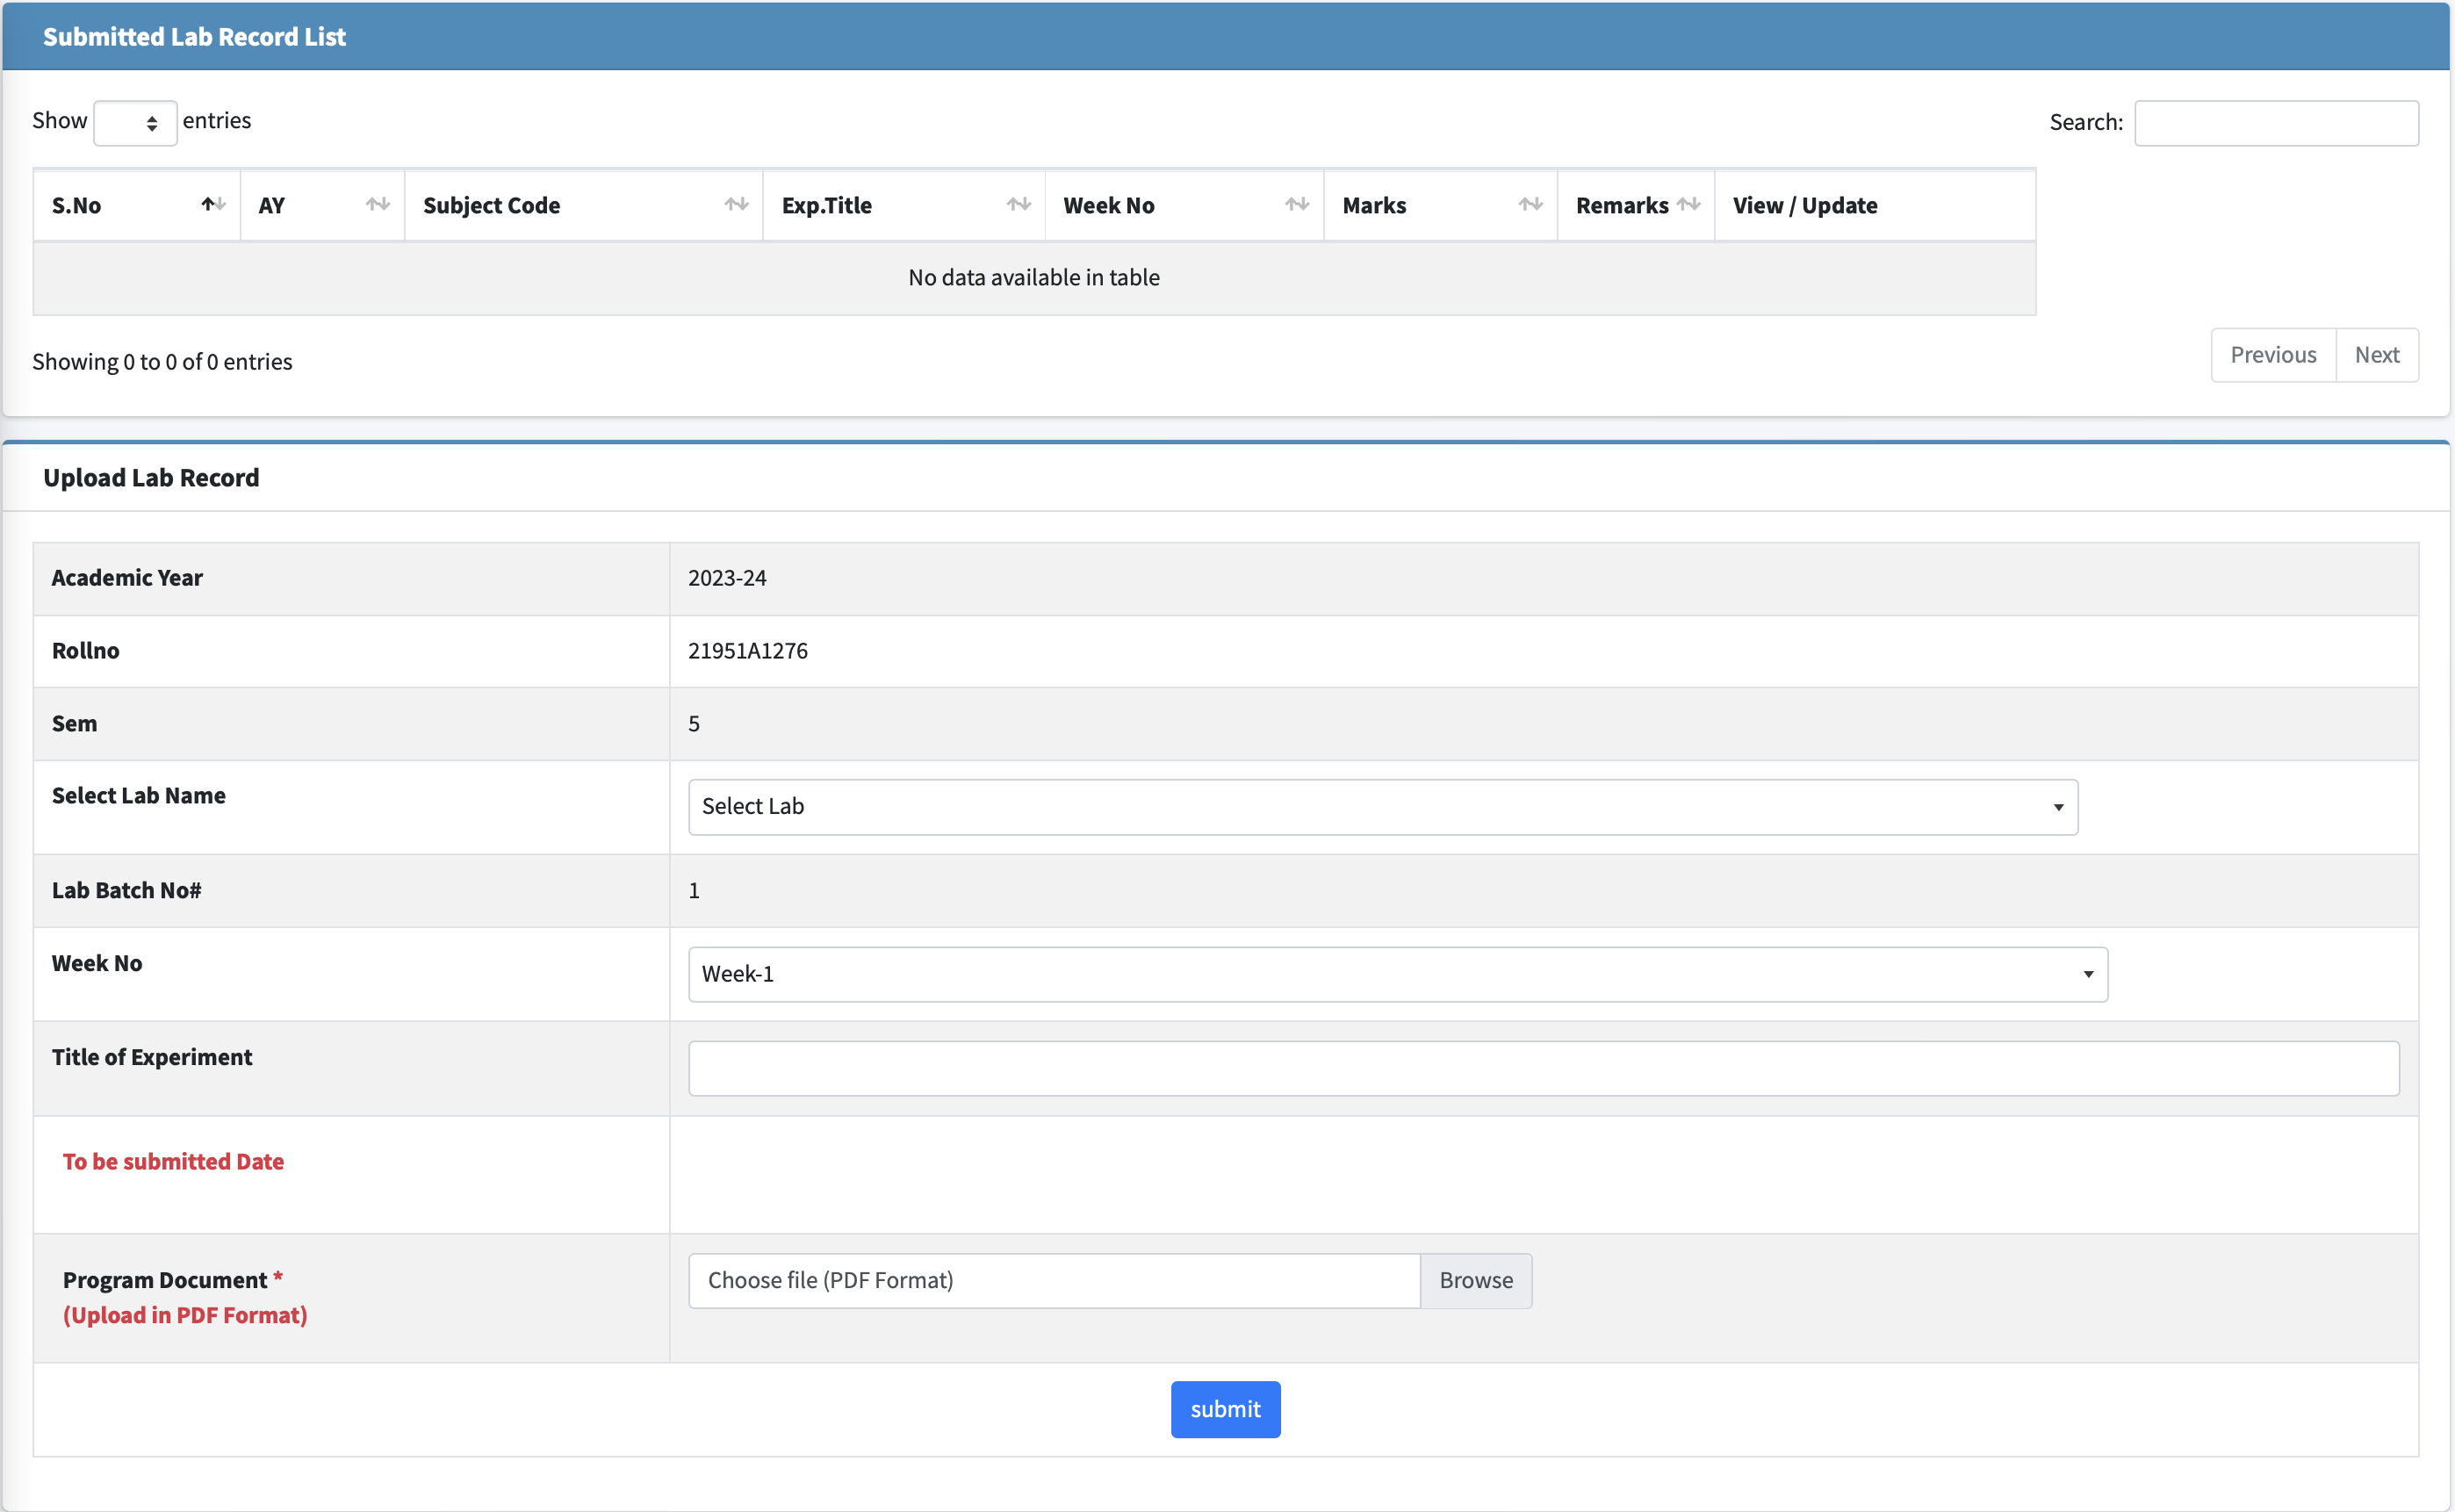 Submitted Lab Record List
Show entries
Search:
S.No AY Subject Code Exp.Title Week No Marks Remarks View / Update
No data available in table
Showing 0 to 0 of 0 entries
Previous Next
Upload Lab Record
Academic Year 2023-24
Rollno 21951A1276
Sem 5
Select Lab Name Select Lab
Lab Batch No# 1
Week No Week-1
Title of Experiment
To be submitted Date
Program Document * Choose file (PDF Format) Browse
(Upload in PDF Format)
submit